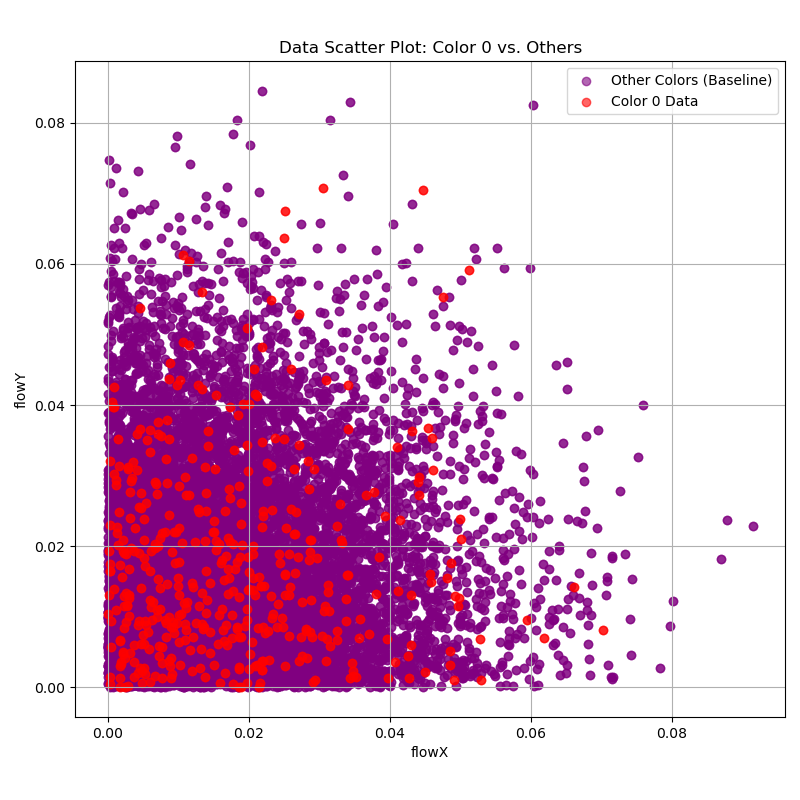 Data Scatter Plot: Color 0 vs. Others
Other Colors (Baseline)
Color 0 Data
flowY
0.08
0.06
0.04
0.02
0.00
0.00 0.02 0.04 0.06 0.08
flowX